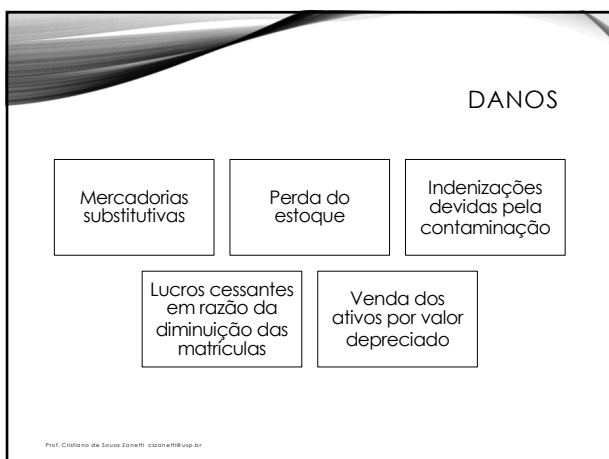 DANOS
Mercadorias
substitutivas
Perda do
estoque
Indenizações
devidas pela
contaminação
Lucros cessantes
em razão da
diminuição das
matrículas
Venda dos
ativos por valor
depreciado
Prof. Cristiano de Sousa Zanetti cszanetti@usp.br